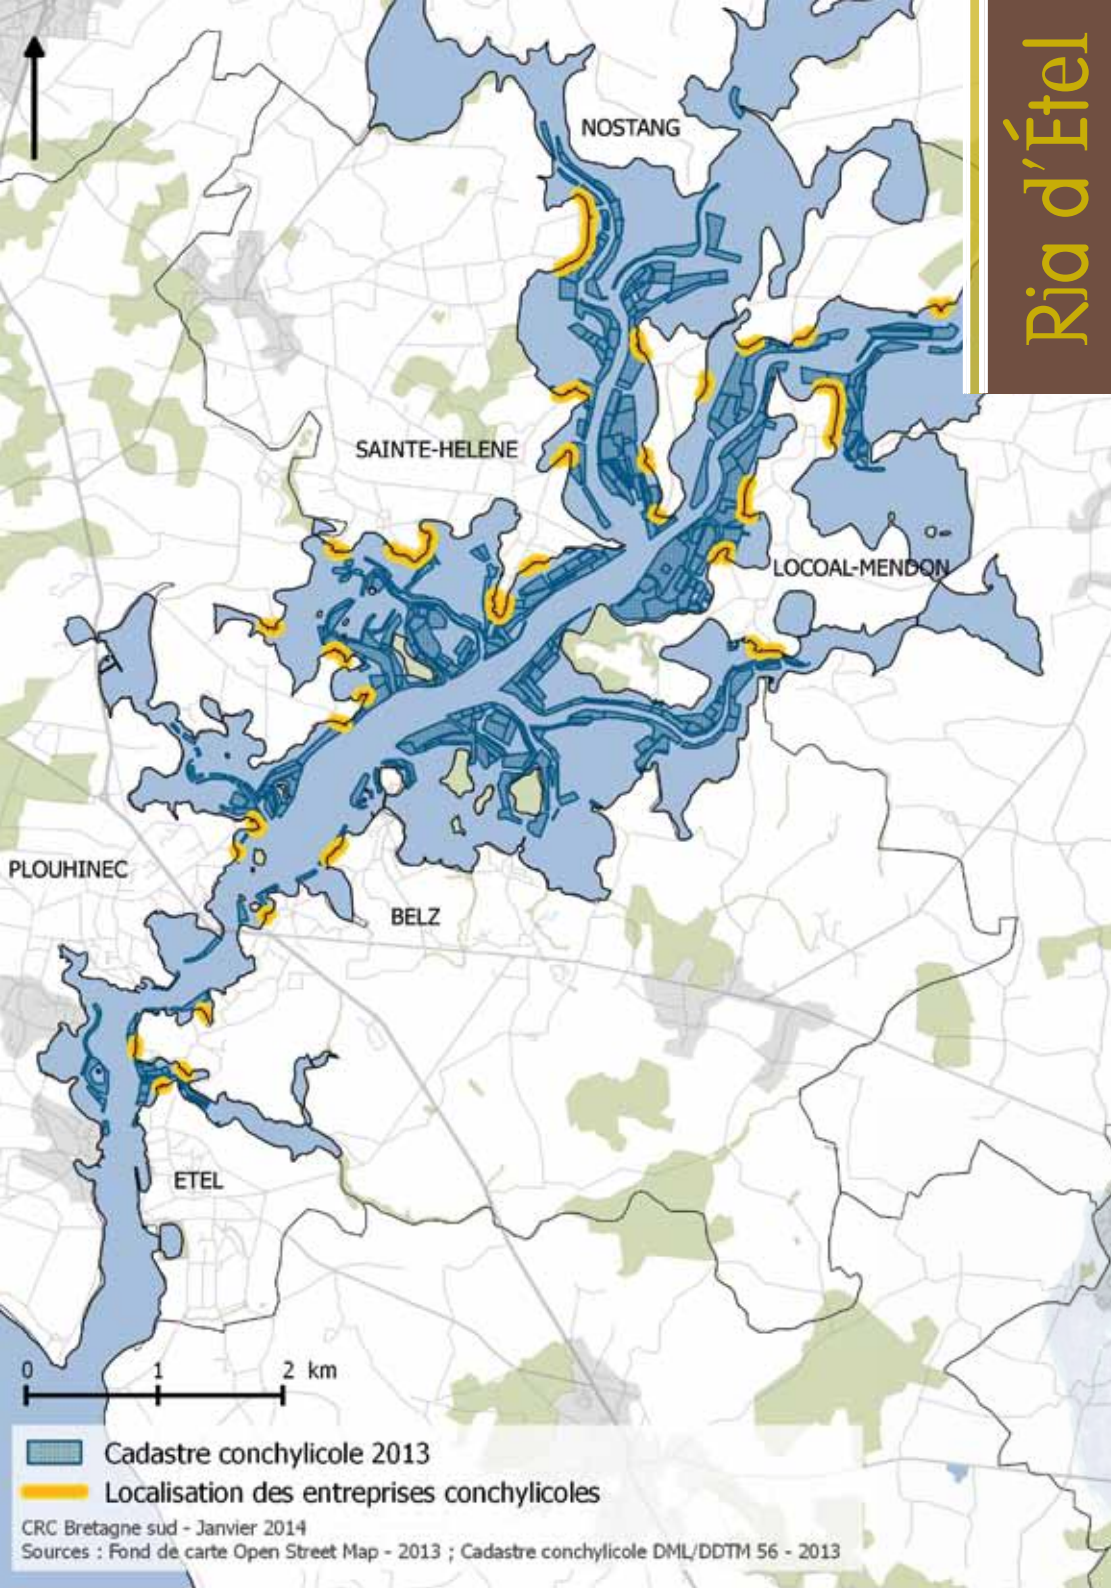 Ria d'Étel
NOSTANG
SAINTE-HELENE
LOCOAL-MENDON
PLOUHINEC
BELZ
ETEL
0 1 2 km
Cadastre conchylicole 2013
Localisation des entreprises conchylicoles
CRC Bretagne sud - Janvier 2014
Sources : Fond de carte Open Street Map - 2013 ; Cadastre conchylicole DML/DDTM 56 - 2013